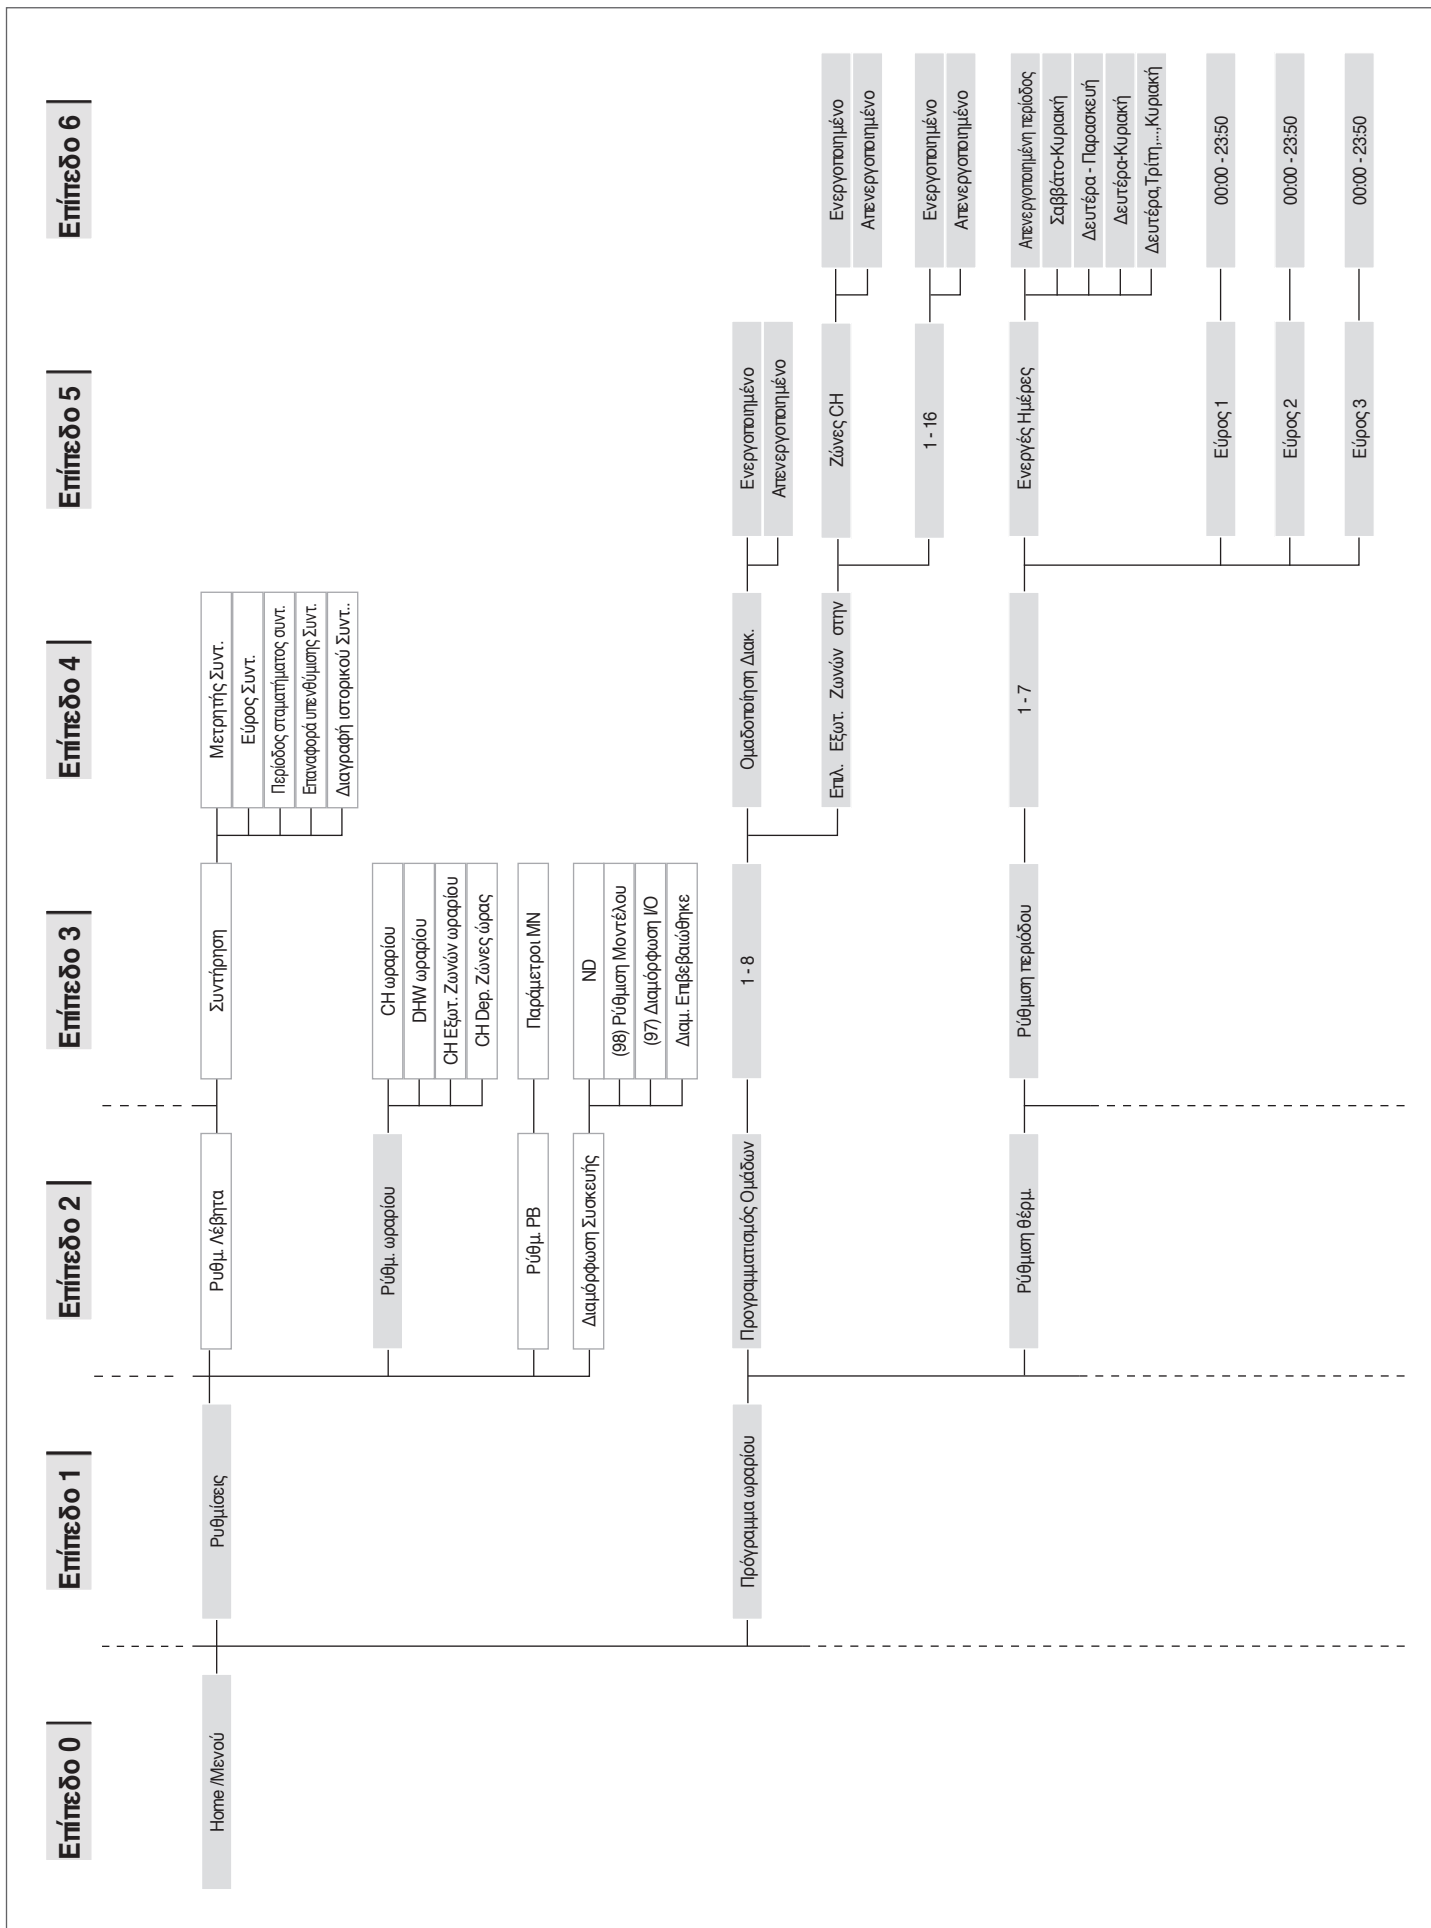 Επίπεδο 0
Επίπεδο 1
Επίπεδο 2
Επίπεδο 3
Επίπεδο 4
Επίπεδο 5
Επίπεδο 6
Home /Μενού
Ρυθμίσεις
Ρυθμ. Λέβητα
Συντήρηση
Μετρητής Συντ.
Εύρος Συντ.
Περίοδος σταματήματος συντ.
Επαναφορά υπενθύμισης Συντ.
Διαγραφή ιστορικού Συντ..
Ρύθμ. ωραρίου
CH ωραρίου
DHW ωραρίου
CH Εξωτ. Ζωνών ωραρίου
CH Dep. Ζώνες ώρας
Ρύθμ. PB
Παράμετροι MN
Διαμόρφωση Συσκευής
ND
(98) Ρύθμιση Μοντέλου
(97) Διαμόρφωση I/O
Διαμ. Επιβεβαιώθηκε
Πρόγραμμα ωραρίου
Προγραμματισμός Ομάδων
1 - 8
Ομαδοποίηση Διακ.
Ενεργοποιημένο
Απενεργοποιημένο
Επιλ. Εξωτ. Ζωνών στην
Ζώνες CH
Ενεργοποιημένο
Απενεργοποιημένο
1 - 16
Ενεργοποιημένο
Απενεργοποιημένο
Ρύθμιση θέρμ.
Ρύθμιση περιόδου
1 - 7
Ενεργές Ημέρες
Απενεργοποιημένη περίοδος
Σαββάτο-Κυριακή
Δευτέρα - Παρασκευή
Δευτέρα-Κυριακή
Δευτέρα,Τρίτη,...,Κυριακή
Εύρος 1
00:00 - 23:50
Εύρος 2
00:00 - 23:50
Εύρος 3
00:00 - 23:50